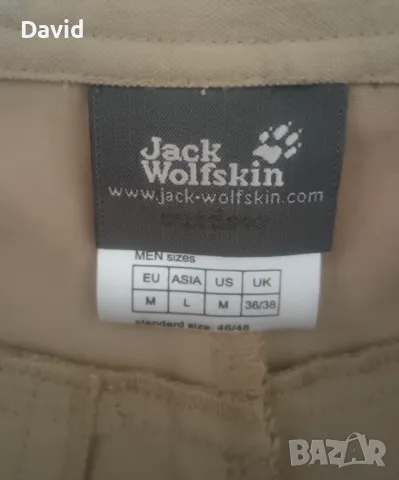 David
Jack
Wolfskin
www.jack-wolfskin.com
MEN sizes
EU ASIA US UK
M L M 36/38
standard size: 46/48
BAZAR